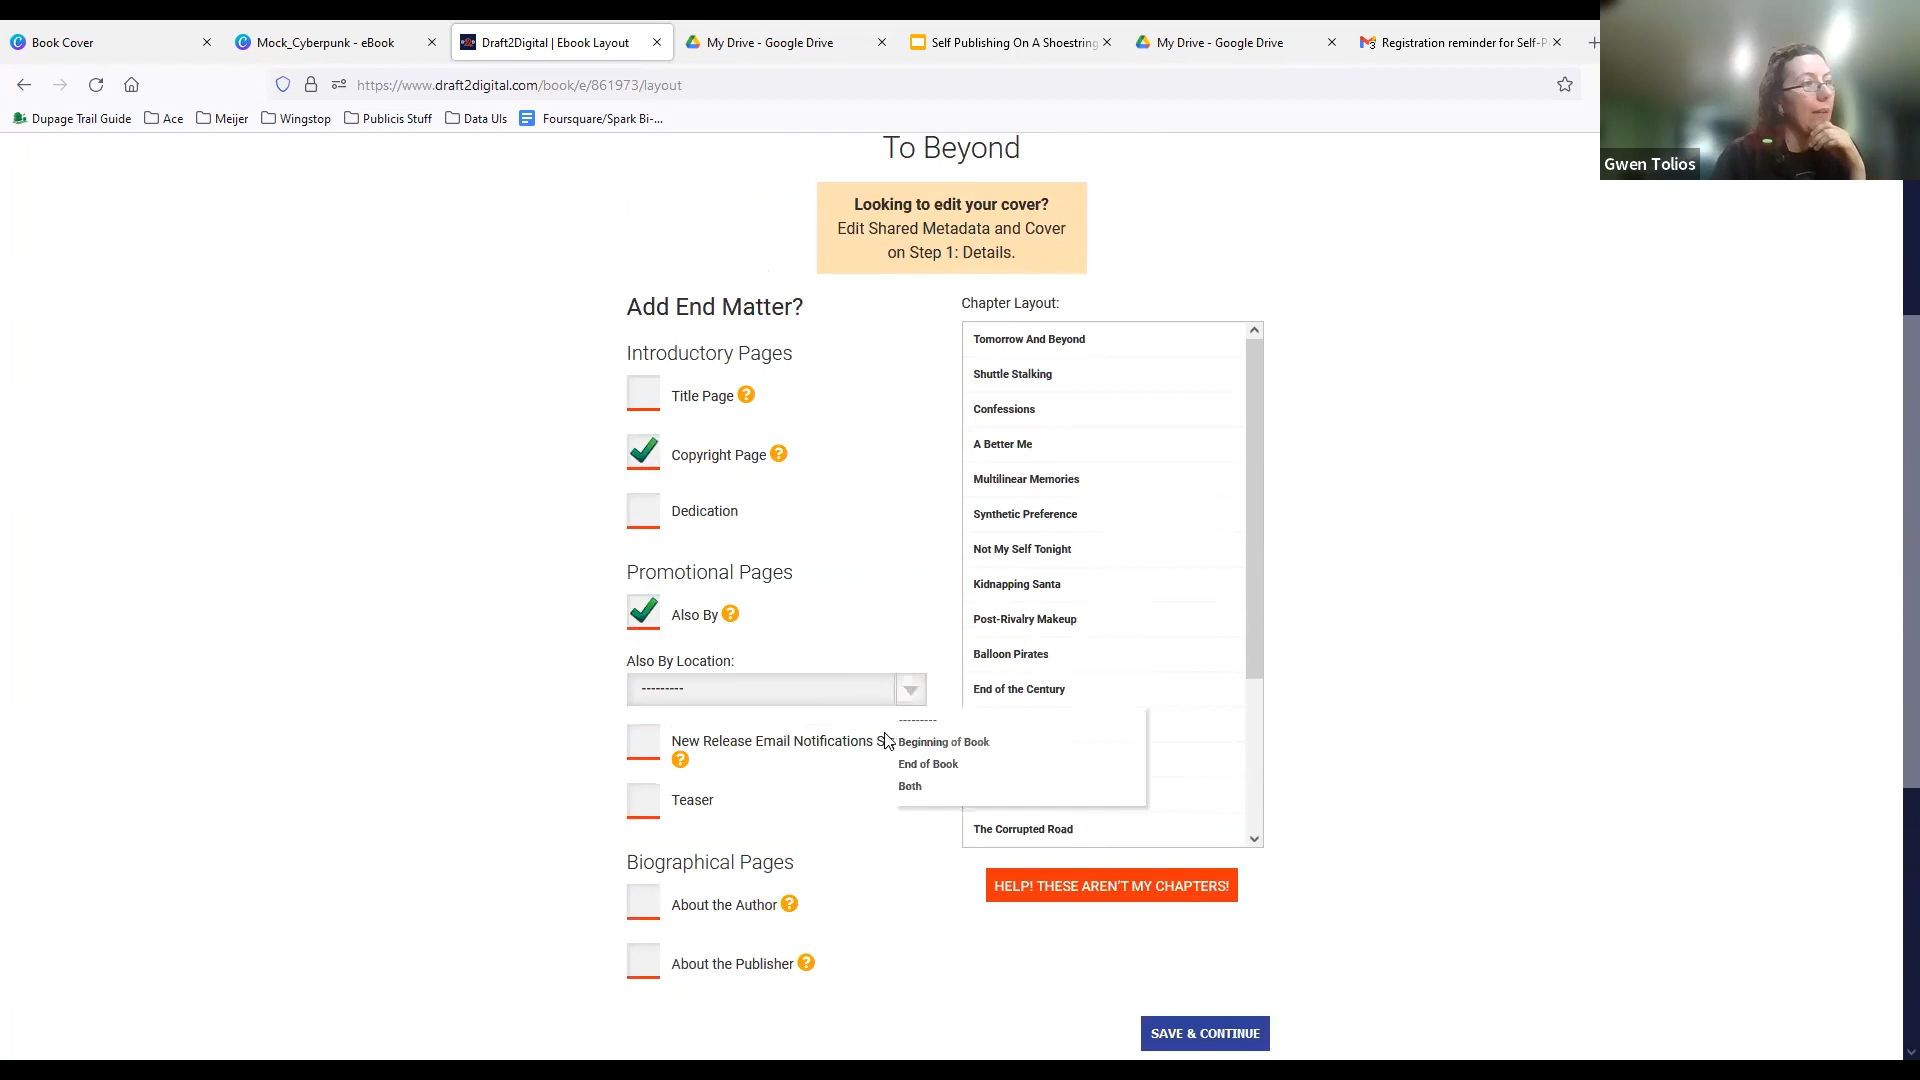 Book Cover
Mock_Cyberpunk - eBook
Draft2Digital | Ebook Layout
My Drive - Google Drive
Self Publishing On A Shoestring
My Drive - Google Drive
Registration reminder for Self-P
https://www.draft2digital.com/book/e/861973/layout
Dupage Trail Guide
Ace
Meijer
Wingstop
Publicis Stuff
Data UIs
Foursquare/Spark Bi-...
Gwen Tolios
To Beyond
Looking to edit your cover?
Edit Shared Metadata and Cover
on Step 1: Details.
Add End Matter?
Introductory Pages
Title Page ?
Copyright Page ?
Dedication
Promotional Pages
Also By ?
Also By Location:
---------
New Release Email Notifications S
?
Teaser
Biographical Pages
About the Author ?
About the Publisher ?
---------
Beginning of Book
End of Book
Both
Chapter Layout:
Tomorrow And Beyond
Shuttle Stalking
Confessions
A Better Me
Multilinear Memories
Synthetic Preference
Not My Self Tonight
Kidnapping Santa
Post-Rivalry Makeup
Balloon Pirates
End of the Century
The Corrupted Road
HELP! THESE AREN'T MY CHAPTERS!
SAVE & CONTINUE